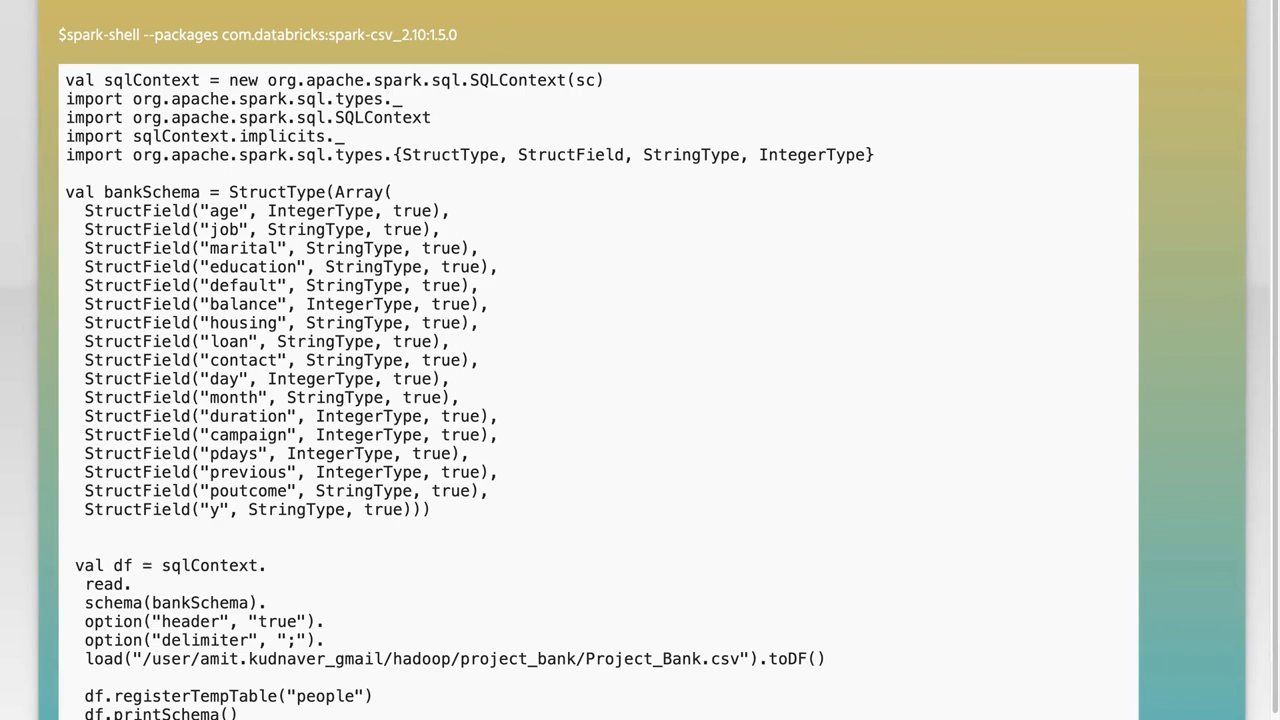 $spark-shell --packages com.databricks:spark-csv_2.10:1.5.0
val sqlContext = new org.apache.spark.sql.SQLContext(sc)
import org.apache.spark.sql.types._
import org.apache.spark.sql.SQLContext
import sqlContext.implicits._
import org.apache.spark.sql.types.{StructType, StructField, StringType, IntegerType}
val bankSchema = StructType(Array(
StructField("age", IntegerType, true),
StructField("job", StringType, true),
StructField("marital", StringType, true),
StructField("education", StringType, true),
StructField("default", StringType, true),
StructField("balance", IntegerType, true),
StructField("housing", StringType, true),
StructField("loan", StringType, true),
StructField("contact", StringType, true),
StructField("day", IntegerType, true),
StructField("month", StringType, true),
StructField("duration", IntegerType, true),
StructField("campaign", IntegerType, true),
StructField("pdays", IntegerType, true),
StructField("previous", IntegerType, true),
StructField("poutcome", StringType, true),
StructField("y", StringType, true)))
val df = sqlContext.
read.
schema(bankSchema).
option("header", "true").
option("delimiter", ";").
load("/user/amit.kudnaver_gmail/hadoop/project_bank/Project_Bank.csv").toDF()
df.registerTempTable("people")
df.printSchema()